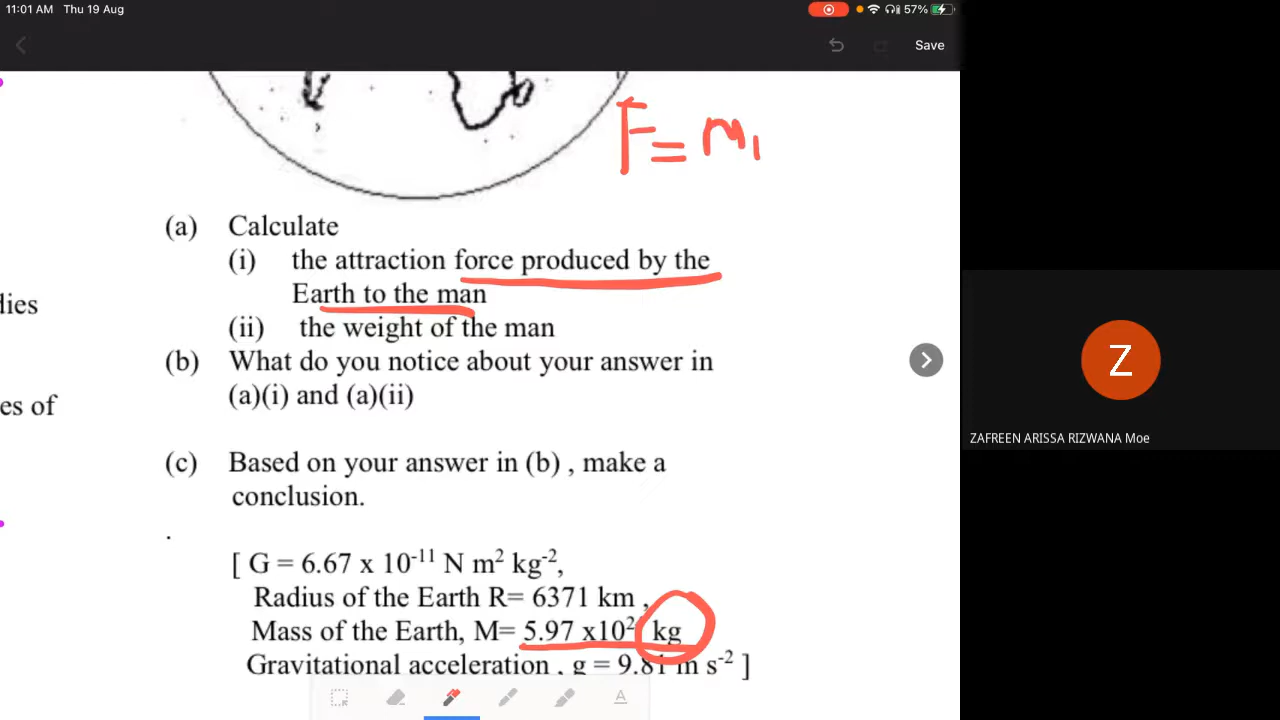 11:01 AM Thu 19 Aug
57%
Save
F = m₁
(a) Calculate
(i) the attraction force produced by the
Earth to the man
dies
(ii) the weight of the man
(b) What do you notice about your answer in
(a)(i) and (a)(ii)
es of
Z
ZAFREEN ARISSA RIZWANA Moe
(c) Based on your answer in (b) , make a
conclusion.
.
[ G = 6.67 x 10⁻¹¹ N m² kg⁻²,
Radius of the Earth R= 6371 km ,
Mass of the Earth, M= 5.97 x10² kg
Gravitational acceleration , g = 9.81 m s⁻² ]
A